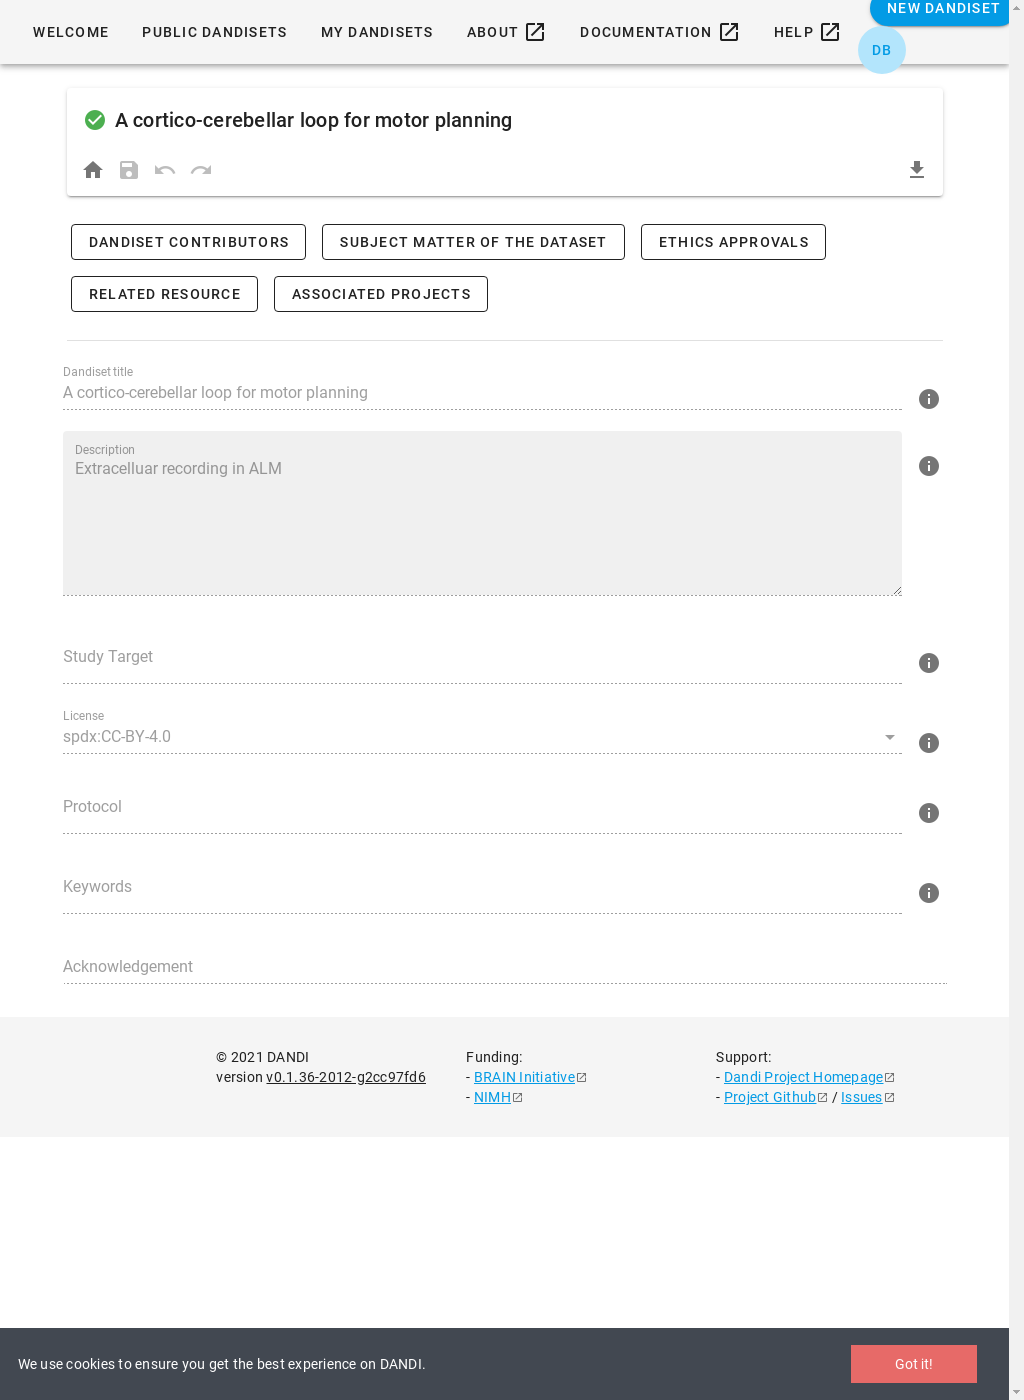 NEW DANDISET
WELCOME
PUBLIC DANDISETS
MY DANDISETS
ABOUT
DOCUMENTATION
HELP
DB
A cortico-cerebellar loop for motor planning
DANDISET CONTRIBUTORS
SUBJECT MATTER OF THE DATASET
ETHICS APPROVALS
RELATED RESOURCE
ASSOCIATED PROJECTS
Dandiset title
A cortico-cerebellar loop for motor planning
Description
Extracelluar recording in ALM
Study Target
License
spdx:CC-BY-4.0
Protocol
Keywords
Acknowledgement
© 2021 DANDI
version v0.1.36-2012-g2cc97fd6
Funding:
- BRAIN Initiative
- NIMH
Support:
- Dandi Project Homepage
- Project Github / Issues
We use cookies to ensure you get the best experience on DANDI.
Got it!